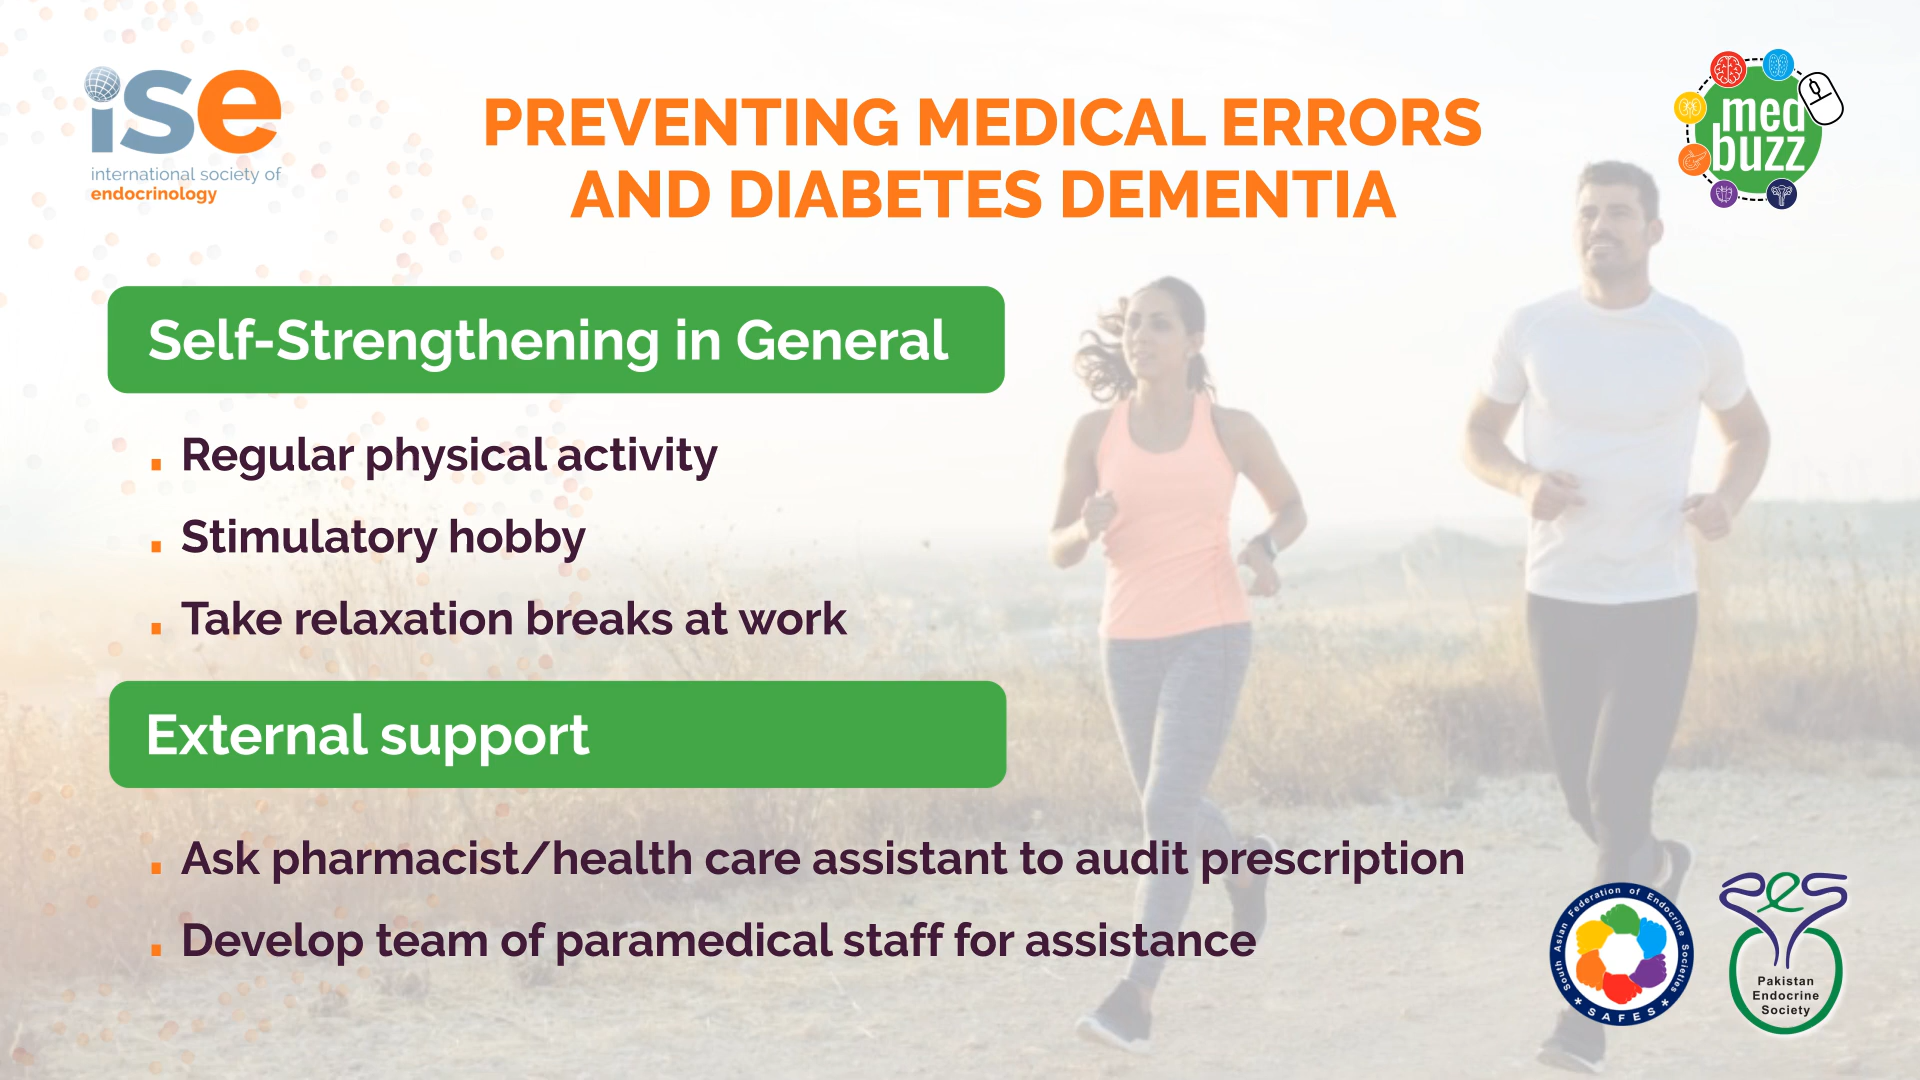 ise
international society of
endocrinology
PREVENTING MEDICAL ERRORS
AND DIABETES DEMENTIA
med
buzz
Self-Strengthening in General
. Regular physical activity
. Stimulatory hobby
. Take relaxation breaks at work
External support
. Ask pharmacist/health care assistant to audit prescription
. Develop team of paramedical staff for assistance
South Asian Federation of Endocrine Societies
* SAFES *
PES
Pakistan
Endocrine
Society